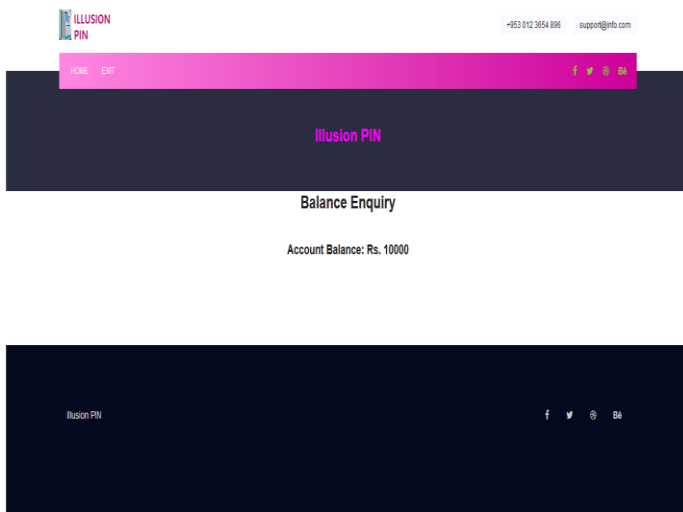 ILLUSION
PIN
+953 012 3654 896 support@info.com
HOME EXIT
Bē
Illusion PIN
Balance Enquiry
Account Balance: Rs. 10000
Illusion PIN
Bē